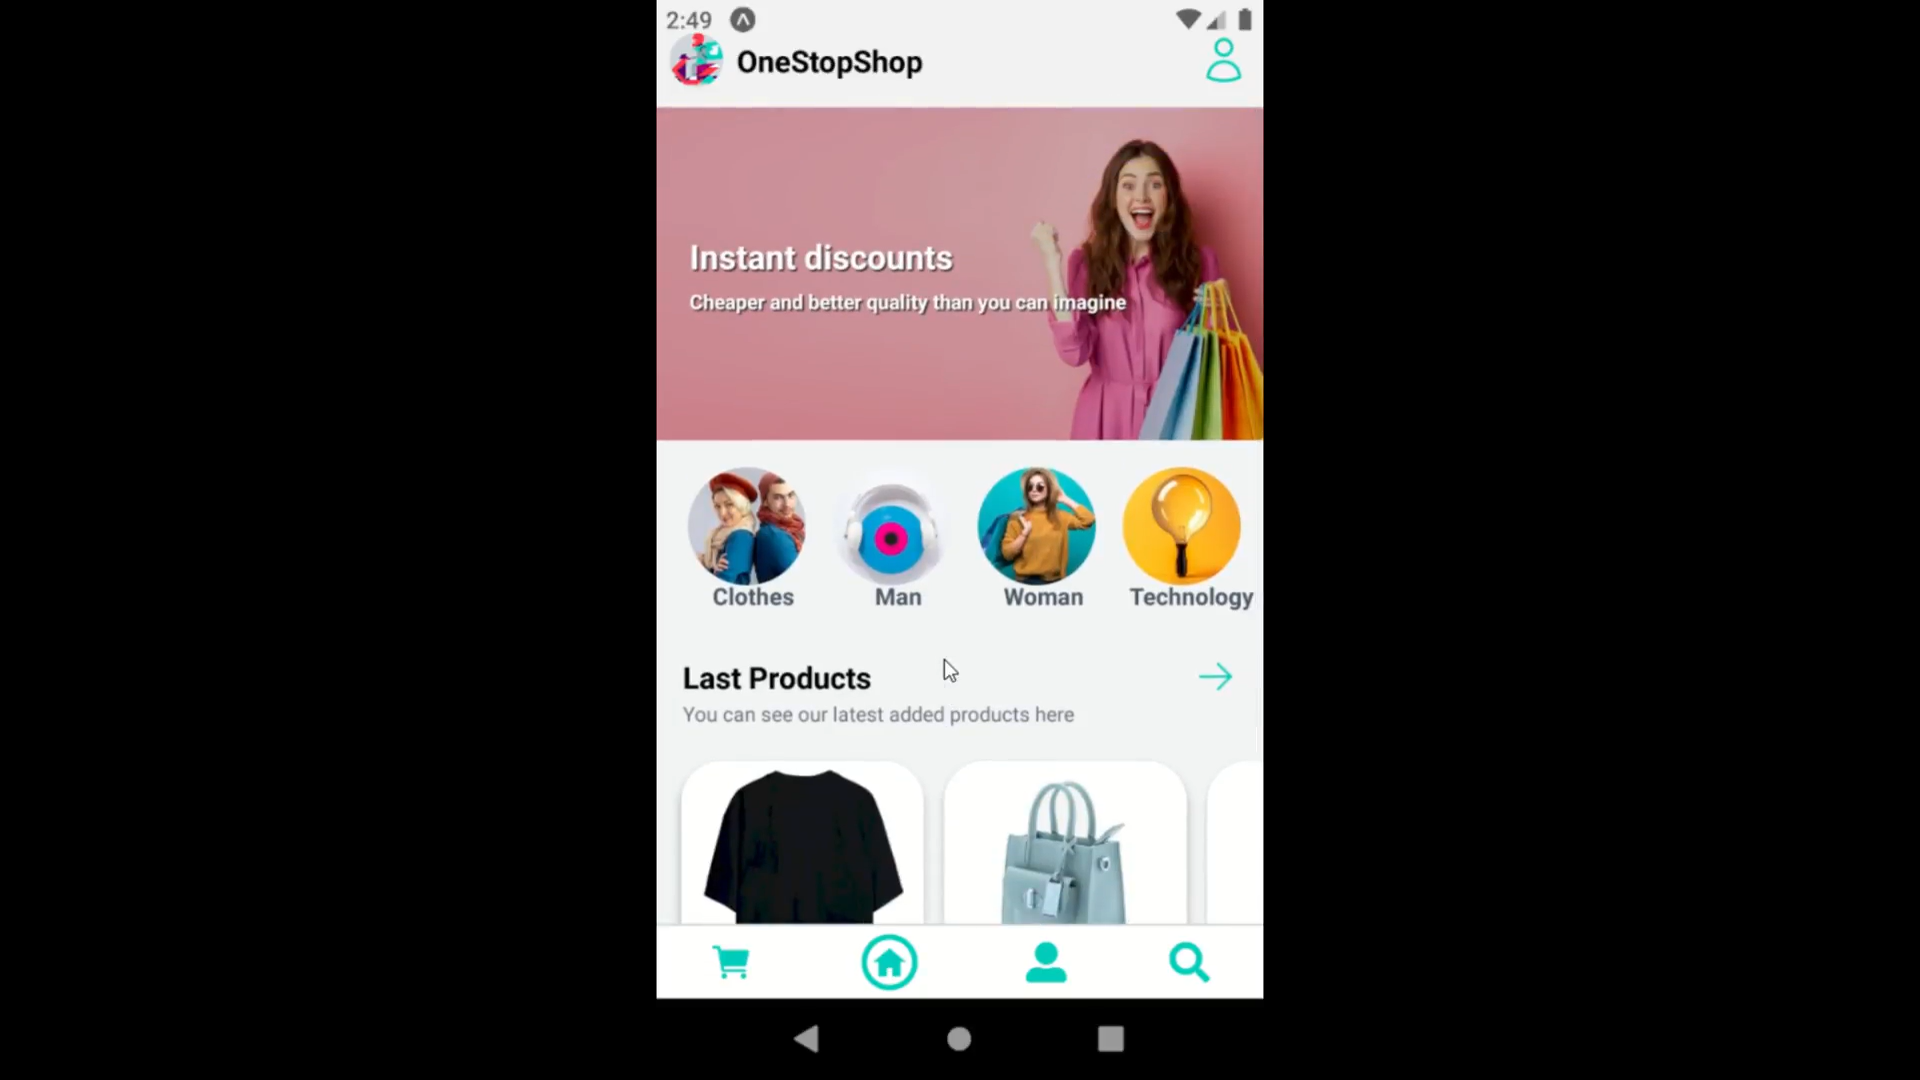 2:49
OneStopShop
Instant discounts
Cheaper and better quality than you can imagine
Clothes Man Woman Technology
Last Products
You can see our latest added products here